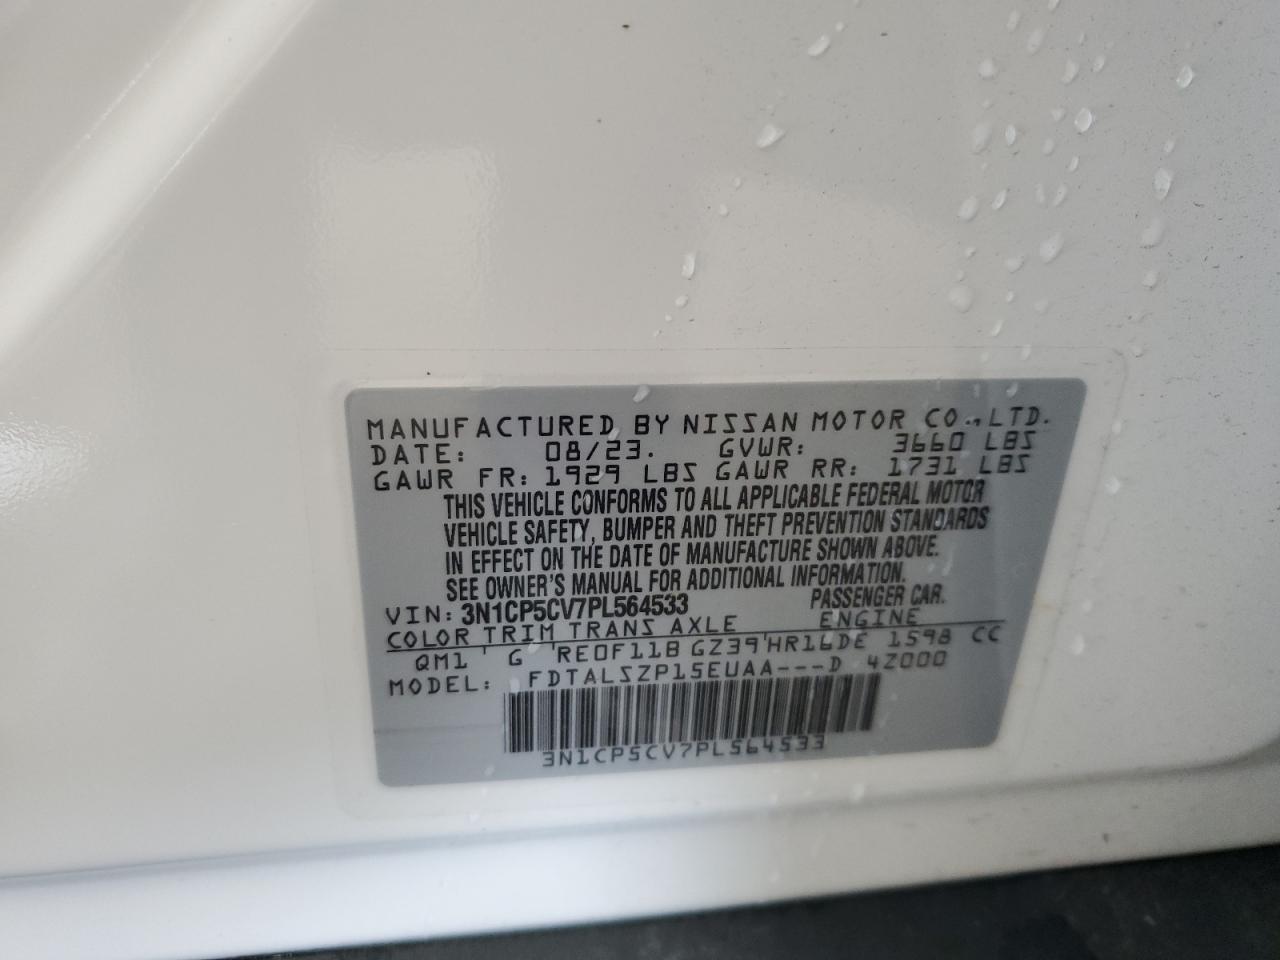 MANUFACTURED BY NISSAN MOTOR CO., LTD.
DATE: 08/23. GVWR: 3660 LBS
GAWR FR: 1929 LBS GAWR RR: 1731 LBS
THIS VEHICLE CONFORMS TO ALL APPLICABLE FEDERAL MOTOR
VEHICLE SAFETY, BUMPER AND THEFT PREVENTION STANDARDS
IN EFFECT ON THE DATE OF MANUFACTURE SHOWN ABOVE.
SEE OWNER'S MANUAL FOR ADDITIONAL INFORMATION.
VIN: 3N1CP5CV7PL564533 PASSENGER CAR.
COLOR TRIM TRANS AXLE ENGINE
QM1 ' G 'RE0F11B GZ39'HR16DE 1598 CC
MODEL: FDTALSZP15EUAA---D 4Z000
3N1CP5CV7PL564533